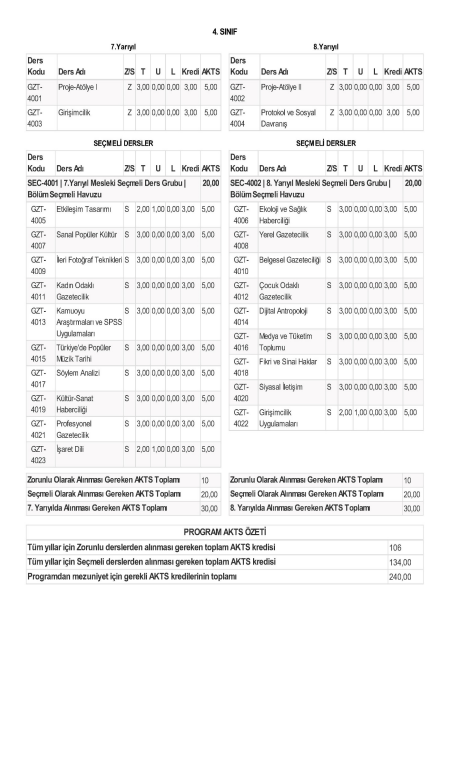 4. SINIF
7.Yarıyıl
Ders
Kodu Ders Adı Z/S T U L Kredi AKTS
GZT- Proje-Atölye I Z 3,00 0,00 0,00 3,00 5,00
4001
GZT- Girişimcilik Z 3,00 0,00 0,00 3,00 5,00
4003
SEÇMELİ DERSLER
Ders
Kodu Ders Adı Z/S T U L Kredi AKTS
SEC-4001 | 7.Yarıyıl Mesleki Seçmeli Ders Grubu | 20,00
Bölüm Seçmeli Havuzu
GZT- Etkileşim Tasarımı S 2,00 1,00 0,00 3,00 5,00
4005
GZT- Sanal Popüler Kültür S 3,00 0,00 0,00 3,00 5,00
4007
GZT- İleri Fotoğraf Teknikleri S 3,00 0,00 0,00 3,00 5,00
4009
GZT- Kadın Odaklı S 3,00 0,00 0,00 3,00 5,00
4011 Gazetecilik
GZT- Kamuoyu S 3,00 0,00 0,00 3,00 5,00
4013 Araştırmaları ve SPSS
Uygulamaları
GZT- Türkiye'de Popüler S 3,00 0,00 0,00 3,00 5,00
4015 Müzik Tarihi
GZT- Söylem Analizi S 3,00 0,00 0,00 3,00 5,00
4017
GZT- Kültür-Sanat S 3,00 0,00 0,00 3,00 5,00
4019 Haberciliği
GZT- Profesyonel S 3,00 0,00 0,00 3,00 5,00
4021 Gazetecilik
GZT- İşaret Dili S 2,00 1,00 0,00 3,00 5,00
4023
Zorunlu Olarak Alınması Gereken AKTS Toplamı 10
Seçmeli Olarak Alınması Gereken AKTS Toplamı 20,00
7. Yarıyılda Alınması Gereken AKTS Toplamı 30,00
8.Yarıyıl
Ders
Kodu Ders Adı Z/S T U L Kredi AKTS
GZT- Proje-Atölye II Z 3,00 0,00 0,00 3,00 5,00
4002
GZT- Protokol ve Sosyal Z 3,00 0,00 0,00 3,00 5,00
4004 Davranış
SEÇMELİ DERSLER
Ders
Kodu Ders Adı Z/S T U L Kredi AKTS
SEC-4002 | 8. Yarıyıl Mesleki Seçmeli Ders Grubu | 20,00
Bölüm Seçmeli Havuzu
GZT- Ekoloji ve Sağlık S 3,00 0,00 0,00 3,00 5,00
4006 Haberciliği
GZT- Yerel Gazetecilik S 3,00 0,00 0,00 3,00 5,00
4008
GZT- Belgesel Gazeteciliği S 3,00 0,00 0,00 3,00 5,00
4010
GZT- Çocuk Odaklı S 3,00 0,00 0,00 3,00 5,00
4012 Gazetecilik
GZT- Dijital Antropoloji S 3,00 0,00 0,00 3,00 5,00
4014
GZT- Medya ve Tüketim S 3,00 0,00 0,00 3,00 5,00
4016 Toplumu
GZT- Fikri ve Sinai Haklar S 3,00 0,00 0,00 3,00 5,00
4018
GZT- Siyasal İletişim S 3,00 0,00 0,00 3,00 5,00
4020
GZT- Girişimcilik S 2,00 1,00 0,00 3,00 5,00
4022 Uygulamaları
Zorunlu Olarak Alınması Gereken AKTS Toplamı 10
Seçmeli Olarak Alınması Gereken AKTS Toplamı 20,00
8. Yarıyılda Alınması Gereken AKTS Toplamı 30,00
PROGRAM AKTS ÖZETİ
Tüm yıllar için Zorunlu derslerden alınması gereken toplam AKTS kredisi 106
Tüm yıllar için Seçmeli derslerden alınması gereken toplam AKTS kredisi 134,00
Programdan mezuniyet için gerekli AKTS kredilerinin toplamı 240,00